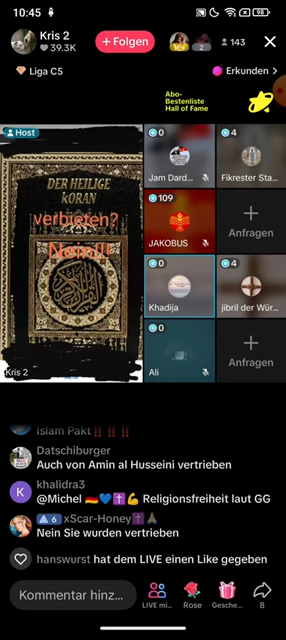 10:45
98
Kris 2
39.3K
+ Folgen
2
143
Liga C5
Erkunden >
Abo-
Bestenliste
Hall of Fame
Host
DER HEILIGE
KORAN
verbieten?
Nein!!!
Kris 2
0
Jam Dard...
4
Fikrester Sta...
109
JAKOBUS
Anfragen
0
Khadija
4
jibril der Wür...
0
Ali
Anfragen
Islam Pakt‼️‼️‼️
Datschiburger
Auch von Amin al Husseini vertrieben
K
khalidra3
@Michel 🇩🇪💙✝️💪 Religionsfreiheit laut GG
6 xScar-Honey✝️🙏🏿
Nein Sie wurden vertrieben
hanswurst hat dem LIVE einen Like gegeben
Kommentar hinz...
LIVE mi...
Rose
Gesche...
8